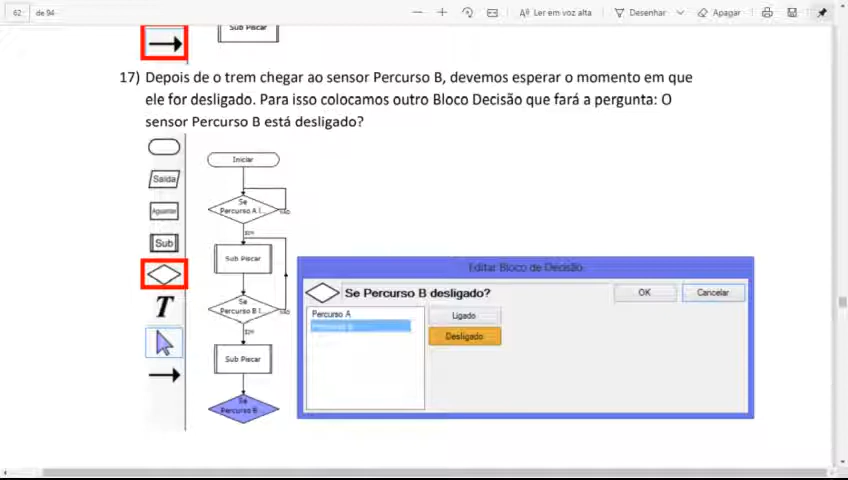 62 de 94
Ler em voz alta
Desenhar
Apagar
Sub Piscar
17) Depois de o trem chegar ao sensor Percurso B, devemos esperar o momento em que
ele for desligado. Para isso colocamos outro Bloco Decisão que fará a pergunta: O
sensor Percurso B está desligado?
Saída
Aguardar
Sub
T
Iniciar
Se
Percurso A l...
NÃO
SIM
Sub Piscar
Se
Percurso B l...
NÃO
SIM
Sub Piscar
Se
Percurso B ...
Editar Bloco de Decisão
Se Percurso B desligado?
OK
Cancelar
Percurso A
Percurso B
Ligado
Desligado